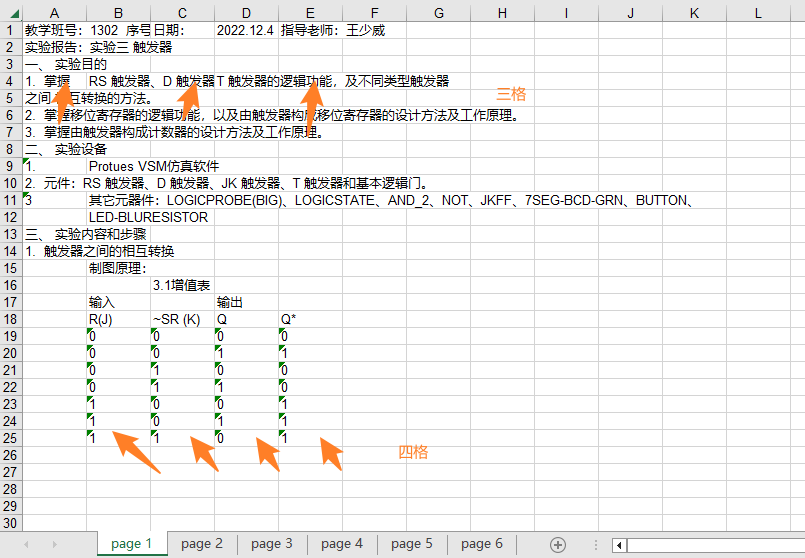 A B C D E F G H I J K L
1 教学班号：1302 序号日期： 2022.12.4 指导老师：王少威
2 实验报告：实验三 触发器
3 一、 实验目的
4 1. 掌握 RS 触发器、D 触发器T 触发器的逻辑功能，及不同类型触发器
三格
5 之间 互转换的方法。
6 2. 掌握移位寄存器的逻辑功能，以及由触发器构成移位寄存器的设计方法及工作原理。
7 3. 掌握由触发器构成计数器的设计方法及工作原理。
8 二、 实验设备
9 1. Protues VSM仿真软件
10 2. 元件：RS 触发器、D 触发器、JK 触发器、T 触发器和基本逻辑门。
11 3 其它元器件：LOGICPROBE(BIG)、LOGICSTATE、AND_2、NOT、JKFF、7SEG-BCD-GRN、BUTTON、
12 LED-BLURESISTOR
13 三、 实验内容和步骤
14 1. 触发器之间的相互转换
15 制图原理：
16 3.1增值表
17 输入 输出
18 R(J) ~SR (K) Q Q*
19 0 0 0 0
20 0 0 1 1
21 0 1 0 0
22 0 1 1 0
23 1 0 0 1
24 1 0 1 1
25 1 1 0 1
26 四格
27
28
29
30
page 1 page 2 page 3 page 4 page 5 page 6